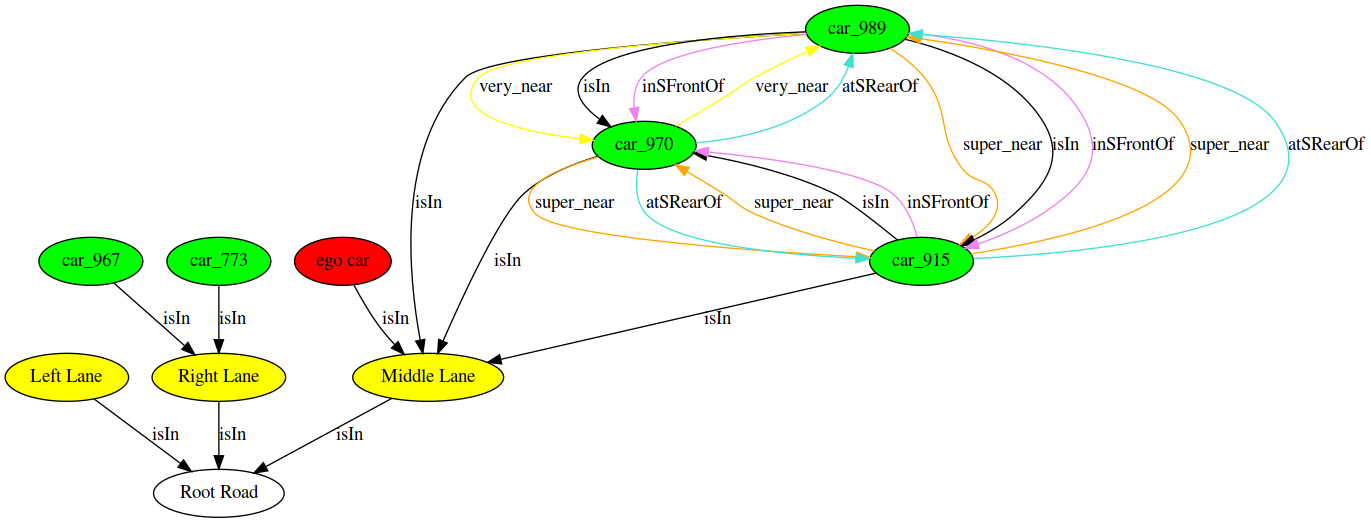 car_989
very_near
isIn
inSFrontOf
very_near
atSRearOf
car_970
super_near
isIn
inSFrontOf
super_near
atSRearOf
isIn
super_near
atSRearOf
super_near
isIn
inSFrontOf
car_967
car_773
ego car
isIn
car_915
isIn
isIn
isIn
isIn
Left Lane
Right Lane
Middle Lane
isIn
isIn
isIn
Root Road